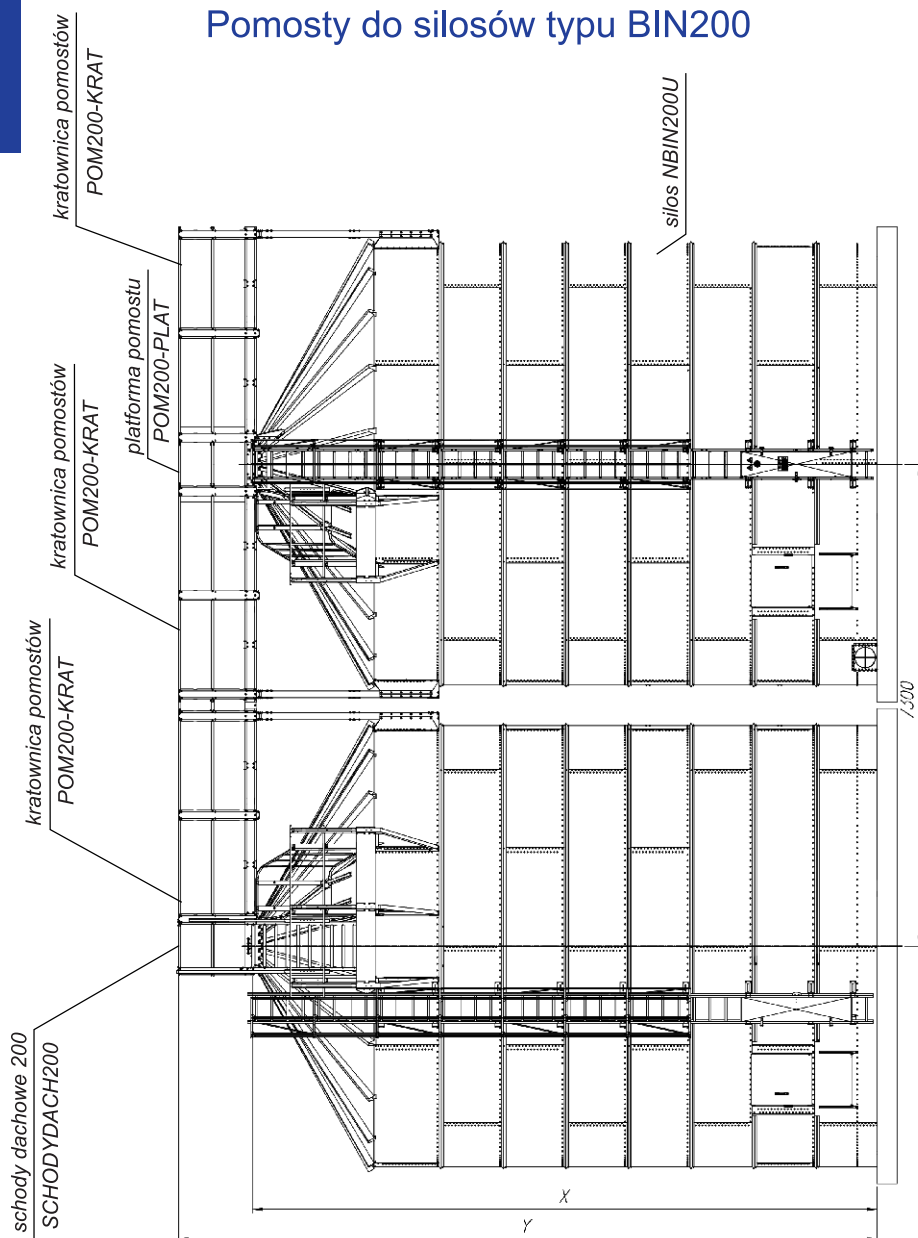 Pomosty do silosów typu BIN200
kratownica pomostów
POM200-KRAT
platforma pomostu
POM200-PLAT
kratownica pomostów
POM200-KRAT
kratownica pomostów
POM200-KRAT
schody dachowe 200
SCHODYDACH200
silos NBIN200U
7300
X
Y